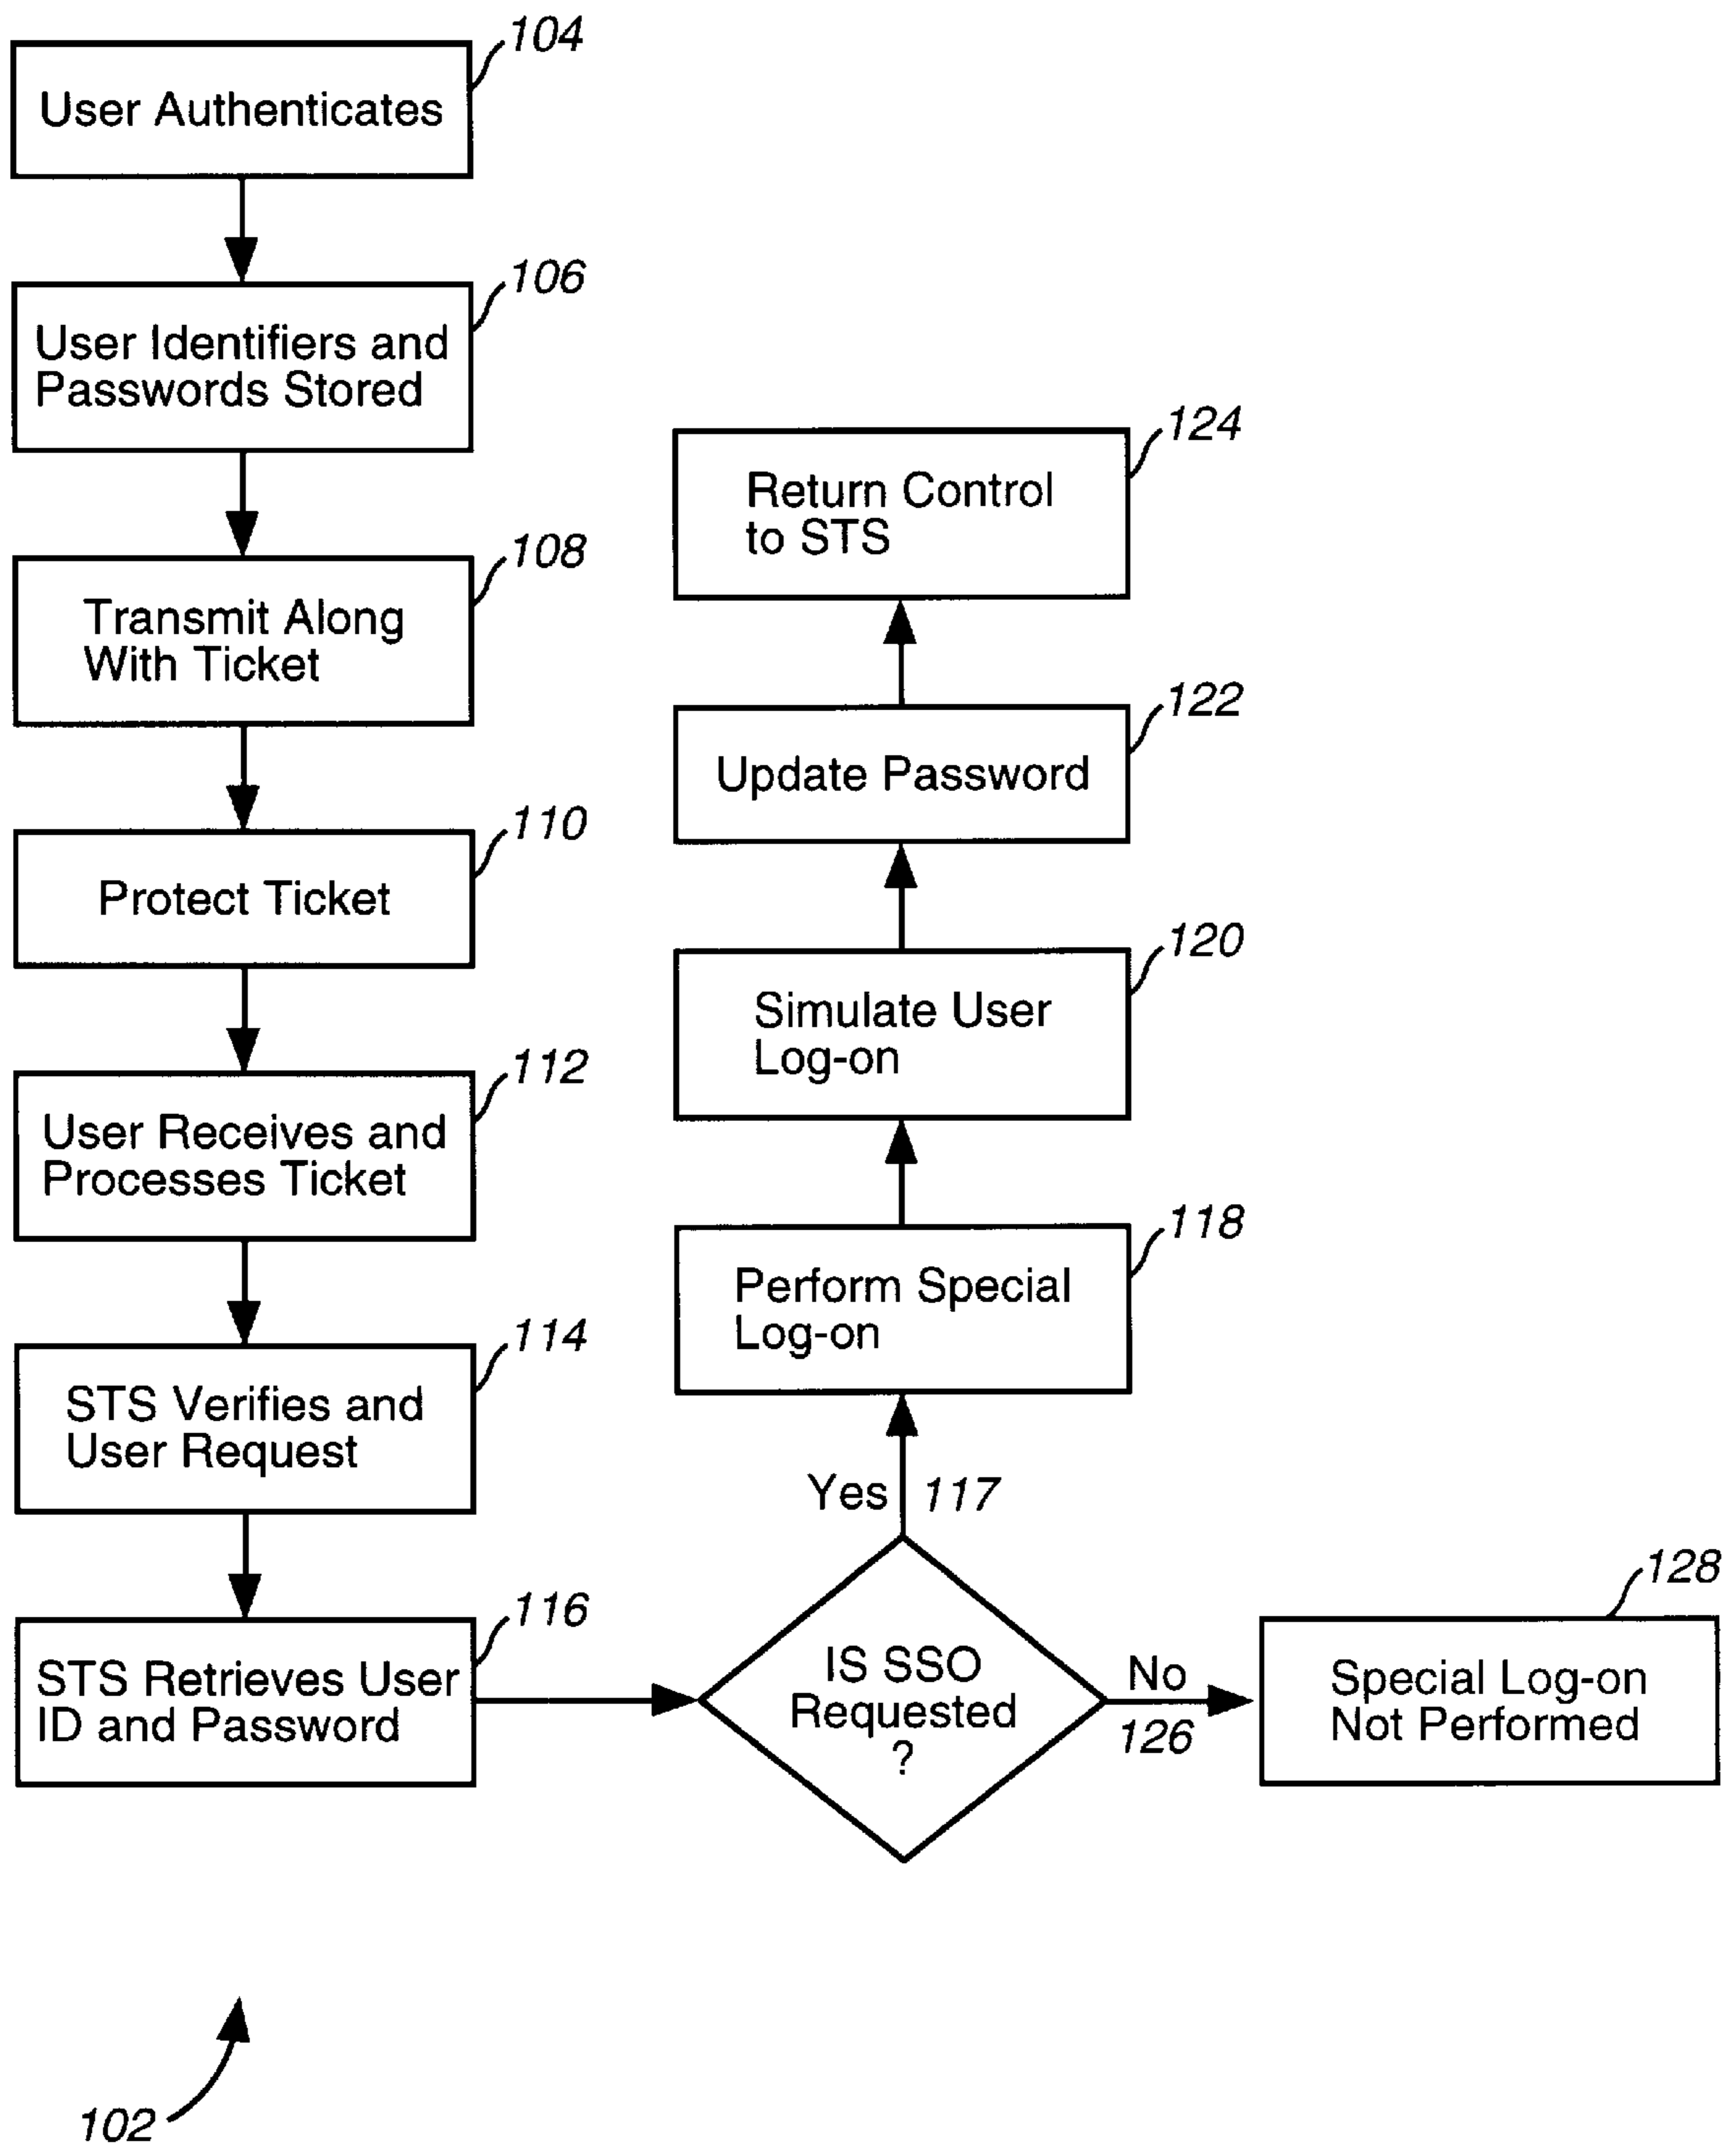 104
User Authenticates
106
User Identifiers and
Passwords Stored
108
Transmit Along
With Ticket
110
Protect Ticket
112
User Receives and
Processes Ticket
114
STS Verifies and
User Request
116
STS Retrieves User
ID and Password
IS SSO
Requested
?
Yes 117
118
Perform Special
Log-on
120
Simulate User
Log-on
122
Update Password
124
Return Control
to STS
No
126
128
Special Log-on
Not Performed
102